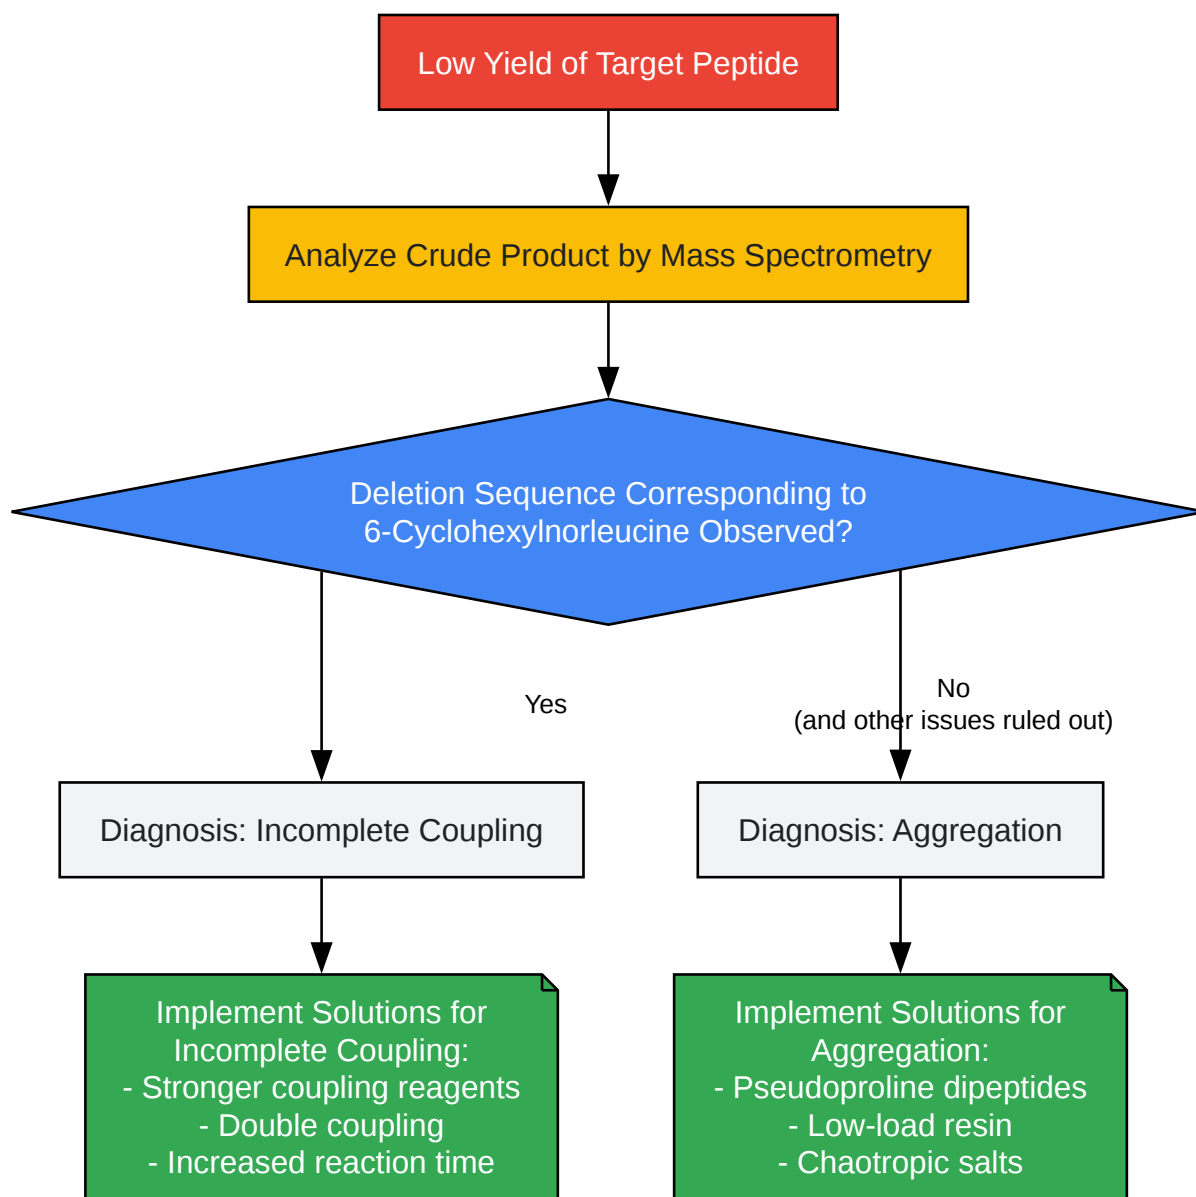 Low Yield of Target Peptide
Analyze Crude Product by Mass Spectrometry
Deletion Sequence Corresponding to
6-Cyclohexylnorleucine Observed?
Yes
No
(and other issues ruled out)
Diagnosis: Incomplete Coupling
Diagnosis: Aggregation
Implement Solutions for
Incomplete Coupling:
- Stronger coupling reagents
- Double coupling
- Increased reaction time
Implement Solutions for
Aggregation:
- Pseudoproline dipeptides
- Low-load resin
- Chaotropic salts